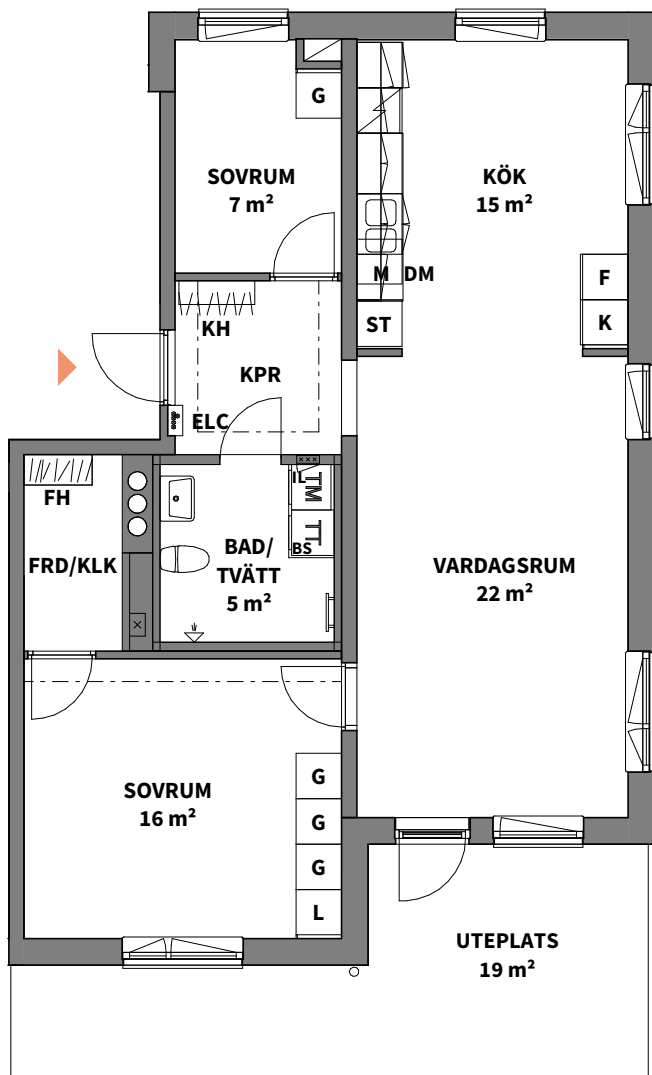 G
SOVRUM
7 m²
KÖK
15 m²
M
DM
F
ST
K
KH
KPR
ELC
FH
IL
TM
FRD/KLK
BAD/
TVÄTT
5 m²
TT
BS
VARDAGSRUM
22 m²
SOVRUM
16 m²
G
G
G
L
UTEPLATS
19 m²